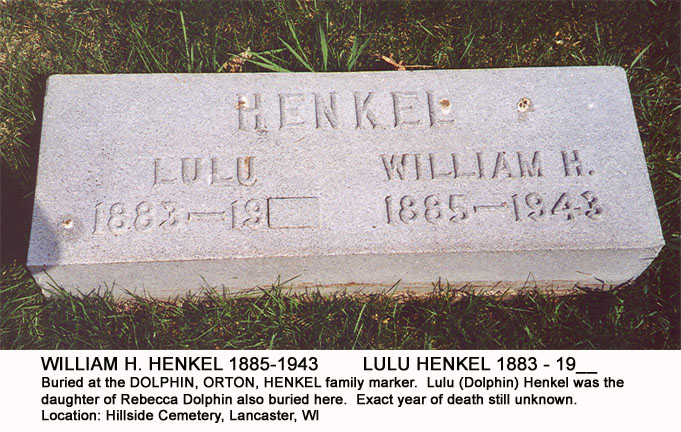 HENKEL
LULU WILLIAM H.
1883—19 1885—1943
WILLIAM H. HENKEL 1885-1943 LULU HENKEL 1883 - 19__
Buried at the DOLPHIN, ORTON, HENKEL family marker. Lulu (Dolphin) Henkel was the
daughter of Rebecca Dolphin also buried here. Exact year of death still unknown.
Location: Hillside Cemetery, Lancaster, WI